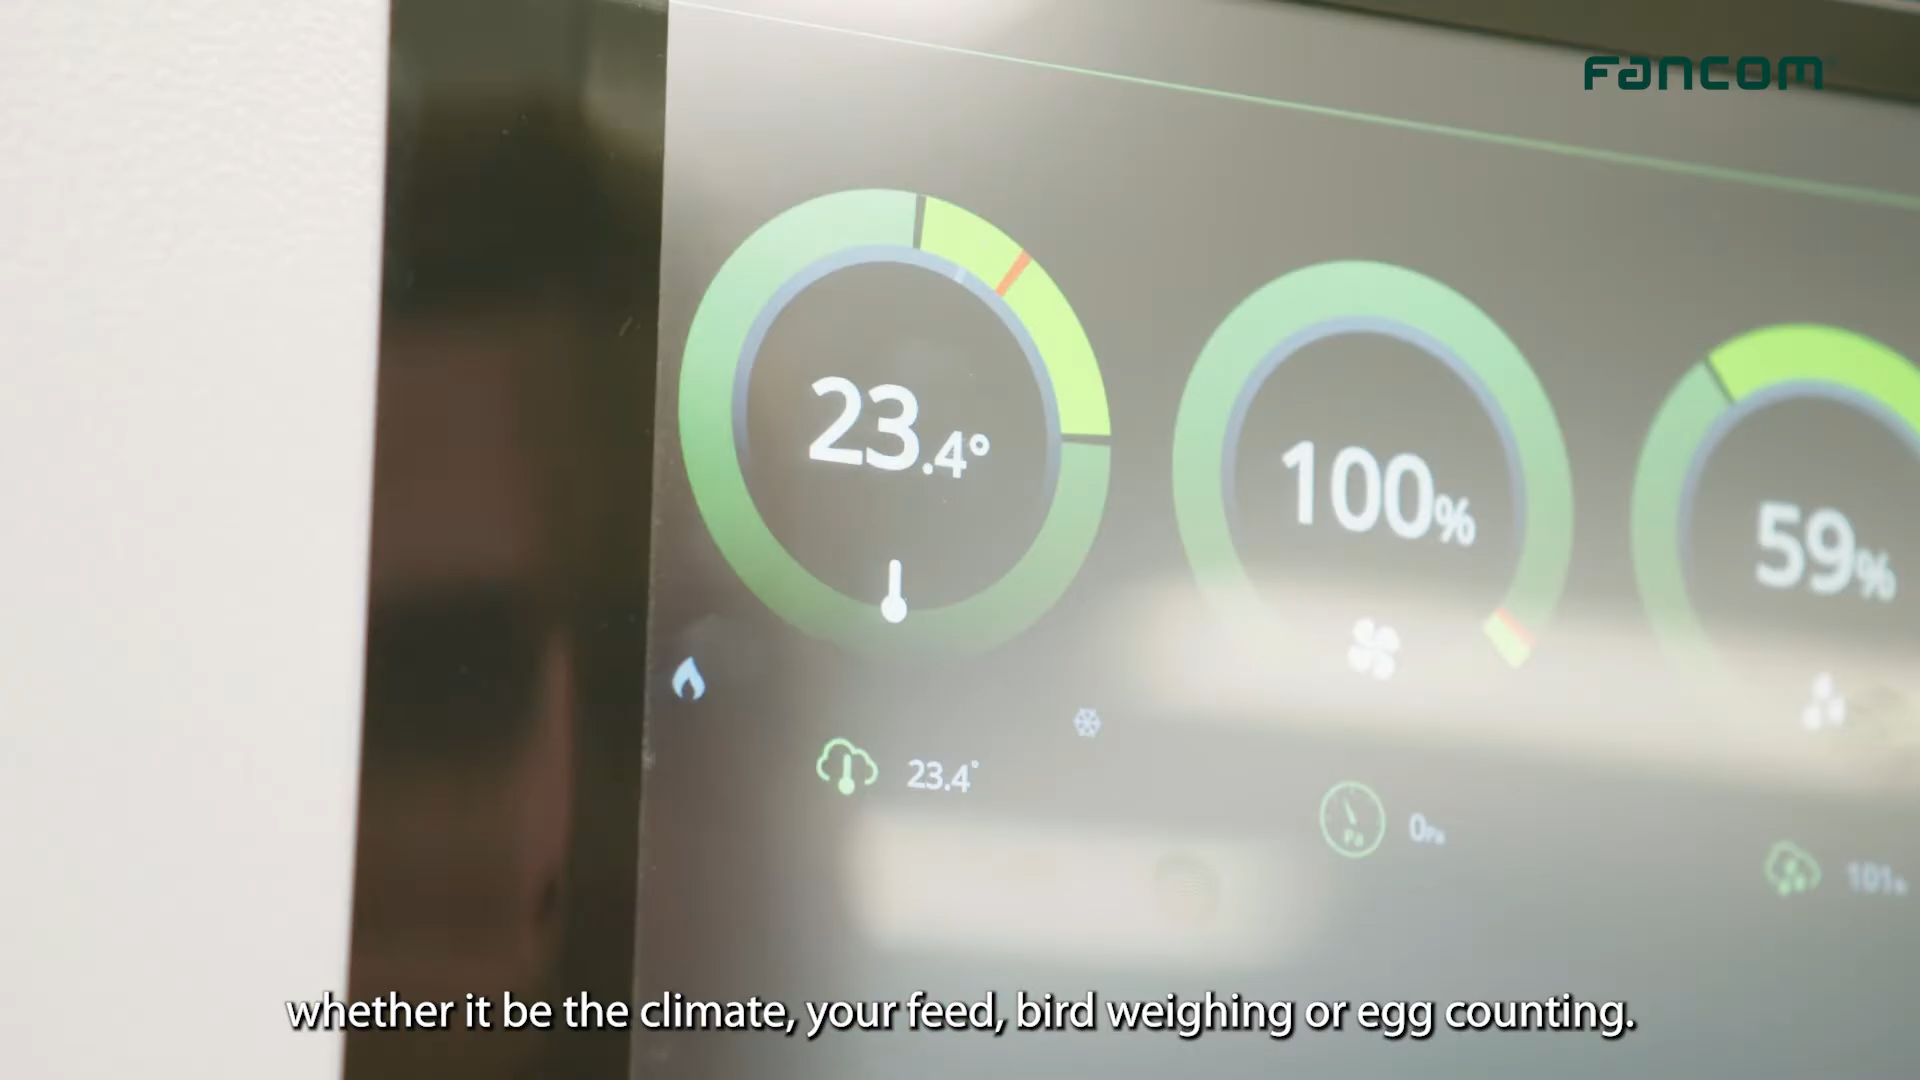 FANCOM
23.4°
100%
59%
23.4°
0Pa
Pa
whether it be the climate, your feed, bird weighing or egg counting.